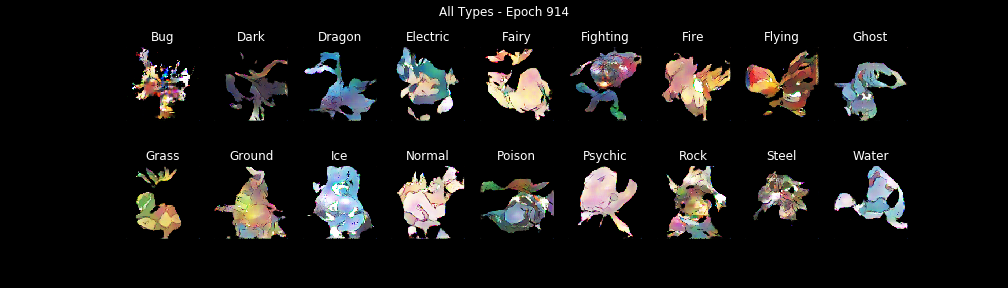 All Types - Epoch 914
Bug Dark Dragon Electric Fairy Fighting Fire Flying Ghost
Grass Ground Ice Normal Poison Psychic Rock Steel Water